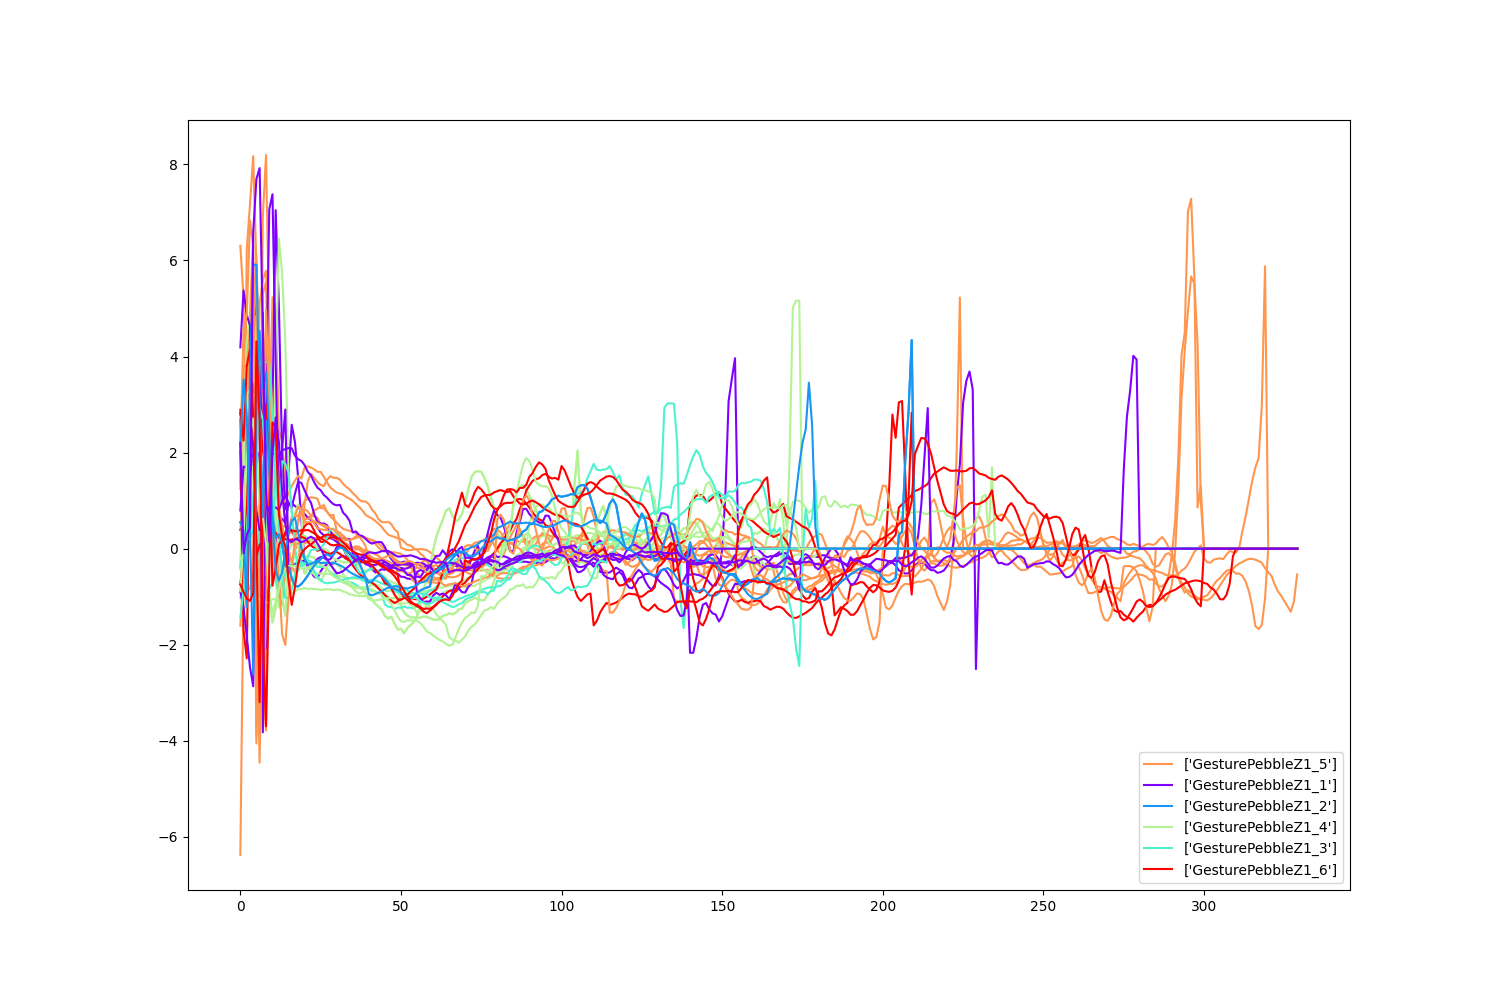 8
6
4
2
0
−2
−4
−6
0 50 100 150 200 250 300
['GesturePebbleZ1_5']
['GesturePebbleZ1_1']
['GesturePebbleZ1_2']
['GesturePebbleZ1_4']
['GesturePebbleZ1_3']
['GesturePebbleZ1_6']